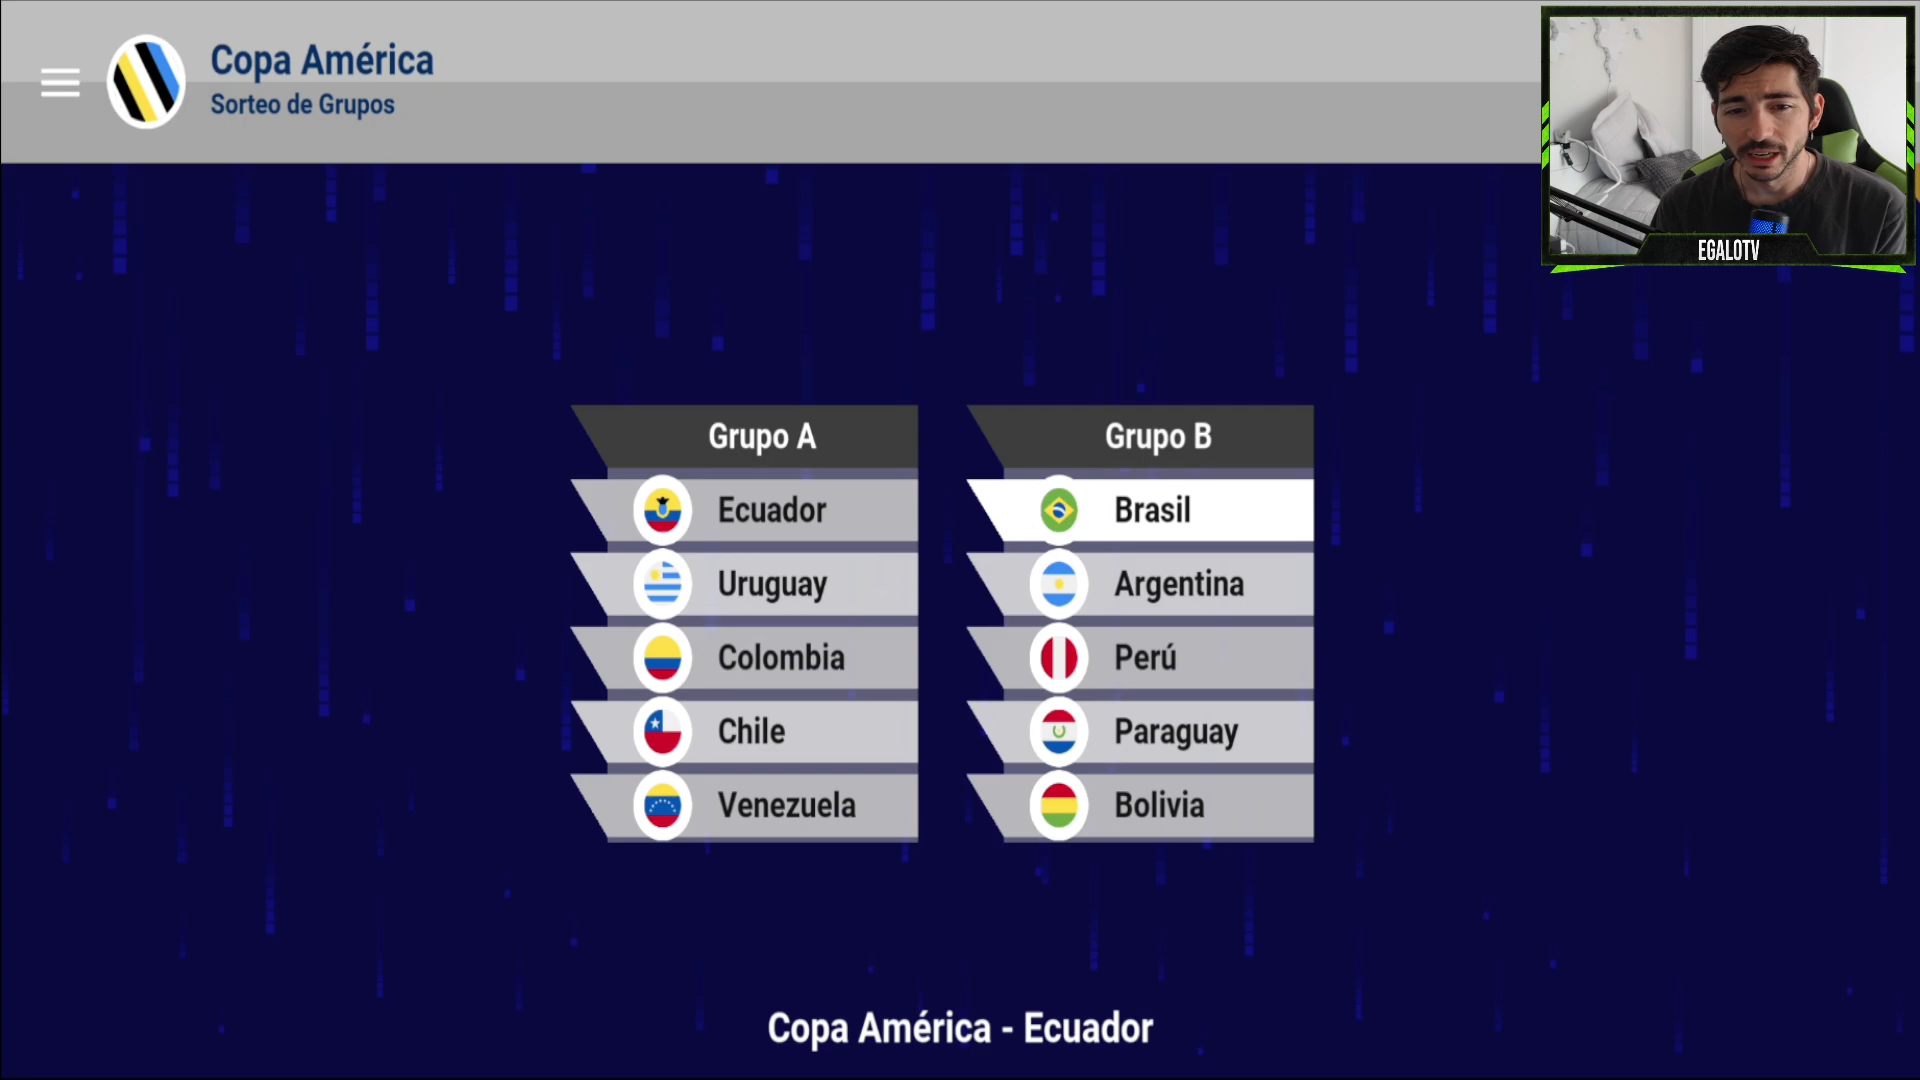 Copa América
Sorteo de Grupos
EGALOTV
Grupo A
Ecuador
Uruguay
Colombia
Chile
Venezuela
Grupo B
Brasil
Argentina
Perú
Paraguay
Bolivia
Copa América - Ecuador